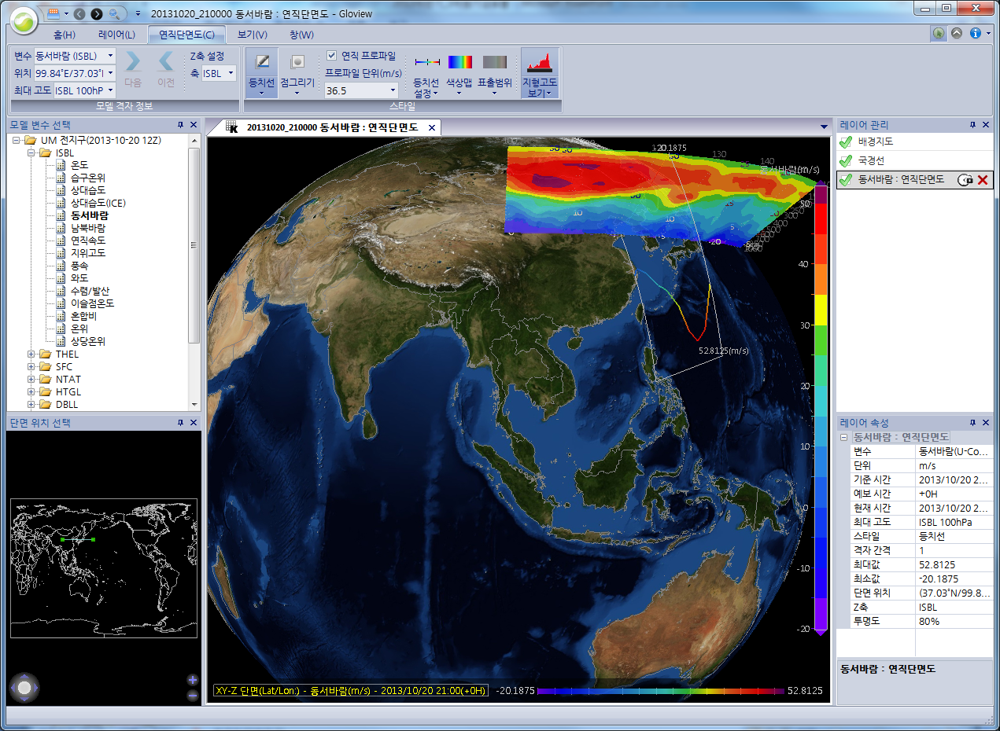 20131020_210000 동서바람 : 연직단면도 - Gloview
홈(H) 레이어(L) 연직단면도(C) 보기(V) 창(W)
변수 동서바람 (ISBL)
위치 99.84˚E/37.03˚l
최대 고도 ISBL 100hP
다음 이전
Z축 설정
축 ISBL
모델 격자 정보
등치선 점그리기
연직 프로파일
프로파일 단위(m/s)
36.5
등치선 설정 색상맵 표출범위
지형고도 보기
스타일
모델 변수 선택
UM 전지구(2013-10-20 12Z)
ISBL
온도
습구온위
상대습도
상대습도(ICE)
동서바람
남북바람
연직속도
지위고도
풍속
와도
수렴/발산
이슬점온도
혼합비
온위
상당온위
THEL
SFC
NTAT
HTGL
DBLL
단면 위치 선택
20131020_210000 동서바람 : 연직단면도
-20.1875
130
140
동서바람(m/s)
50
40
30
20
10
0
-10
-20
10
10
-5
5
-20
52.8125(m/s)
XY-Z 단면(Lat/Lon:) - 동서바람(m/s) - 2013/10/20 21:00(+0H)
-20.1875 52.8125
레이어 관리
배경지도
국경선
동서바람 : 연직단면도
레이어 속성
동서바람 : 연직단면도
변수 동서바람(U-Co...
단위 m/s
기준 시간 2013/10/20 2...
예보 시간 +0H
현재 시간 2013/10/20 2...
최대 고도 ISBL 100hPa
스타일 등치선
격자 간격 1
최대값 52.8125
최소값 -20.1875
단면 위치 (37.03˚N/99.8...
Z축 ISBL
투명도 80%
동서바람 : 연직단면도